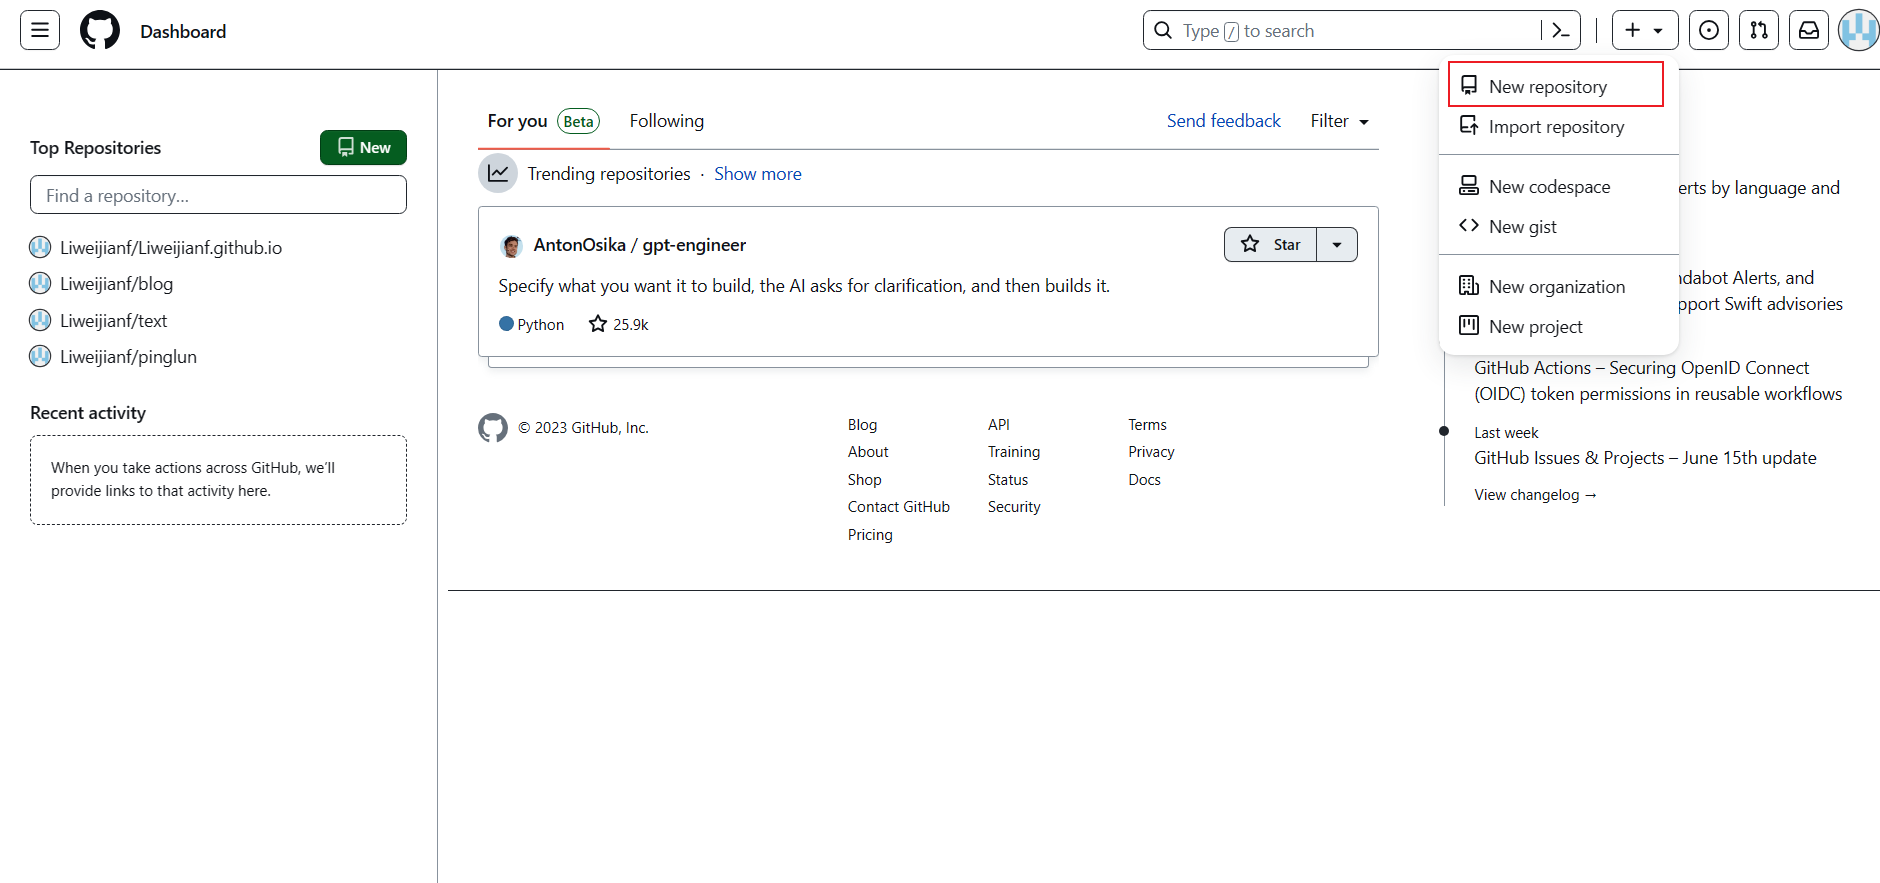 Dashboard
Type / to search
Top Repositories
New
Find a repository…
Liweijianf/Liweijianf.github.io
Liweijianf/blog
Liweijianf/text
Liweijianf/pinglun
Recent activity
When you take actions across GitHub, we’ll
provide links to that activity here.
For you Beta Following Send feedback Filter
Trending repositories · Show more
AntonOsika / gpt-engineer Star
Specify what you want it to build, the AI asks for clarification, and then builds it.
Python 25.9k
© 2023 GitHub, Inc.
Blog
About
Shop
Contact GitHub
Pricing
API
Training
Status
Security
Terms
Privacy
Docs
New repository
Import repository
New codespace
New gist
New organization
New project
erts by language and
ndabot Alerts, and
pport Swift advisories
GitHub Actions – Securing OpenID Connect
(OIDC) token permissions in reusable workflows
Last week
GitHub Issues & Projects – June 15th update
View changelog →